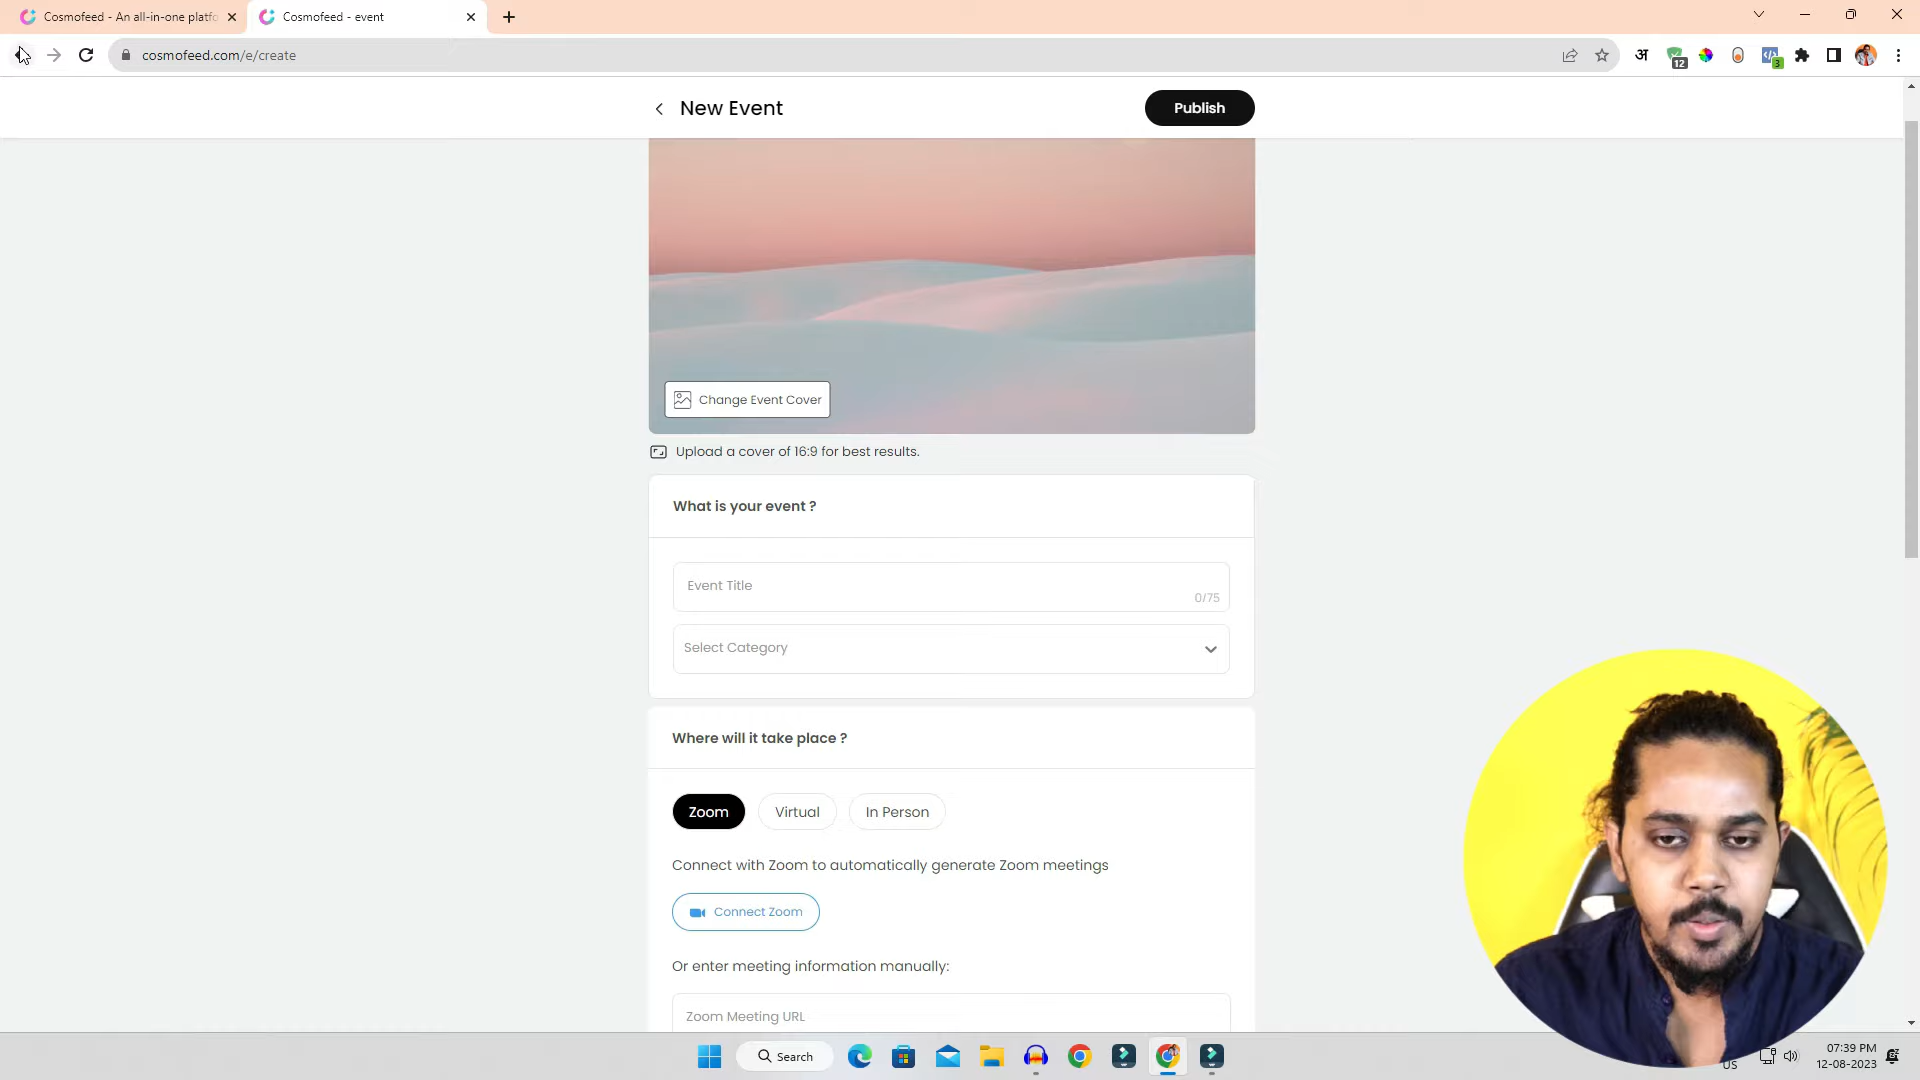 Cosmofeed - An all-in-one platfo
Cosmofeed - event
cosmofeed.com/e/create
अ
12
3
New Event
Publish
Change Event Cover
Upload a cover of 16:9 for best results.
What is your event ?
Event Title
0/75
Select Category
Where will it take place ?
Zoom
Virtual
In Person
Connect with Zoom to automatically generate Zoom meetings
Connect Zoom
Or enter meeting information manually:
Zoom Meeting URL
Search
US
07:39 PM
12-08-2023